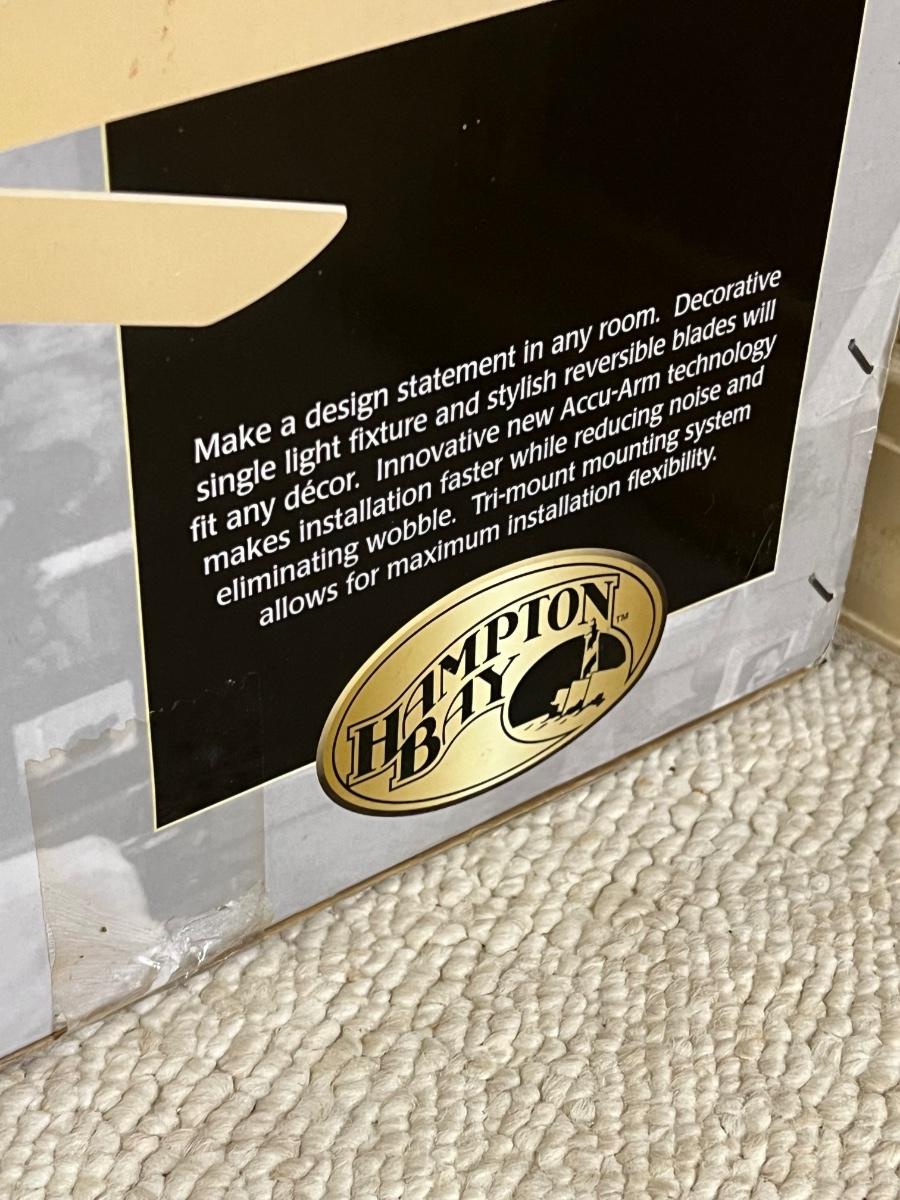 Make a design statement in any room. Decorative
single light fixture and stylish reversible blades will
fit any décor. Innovative new Accu-Arm technology
makes installation faster while reducing noise and
eliminating wobble. Tri-mount mounting system
allows for maximum installation flexibility.
HAMPTON
BAY™